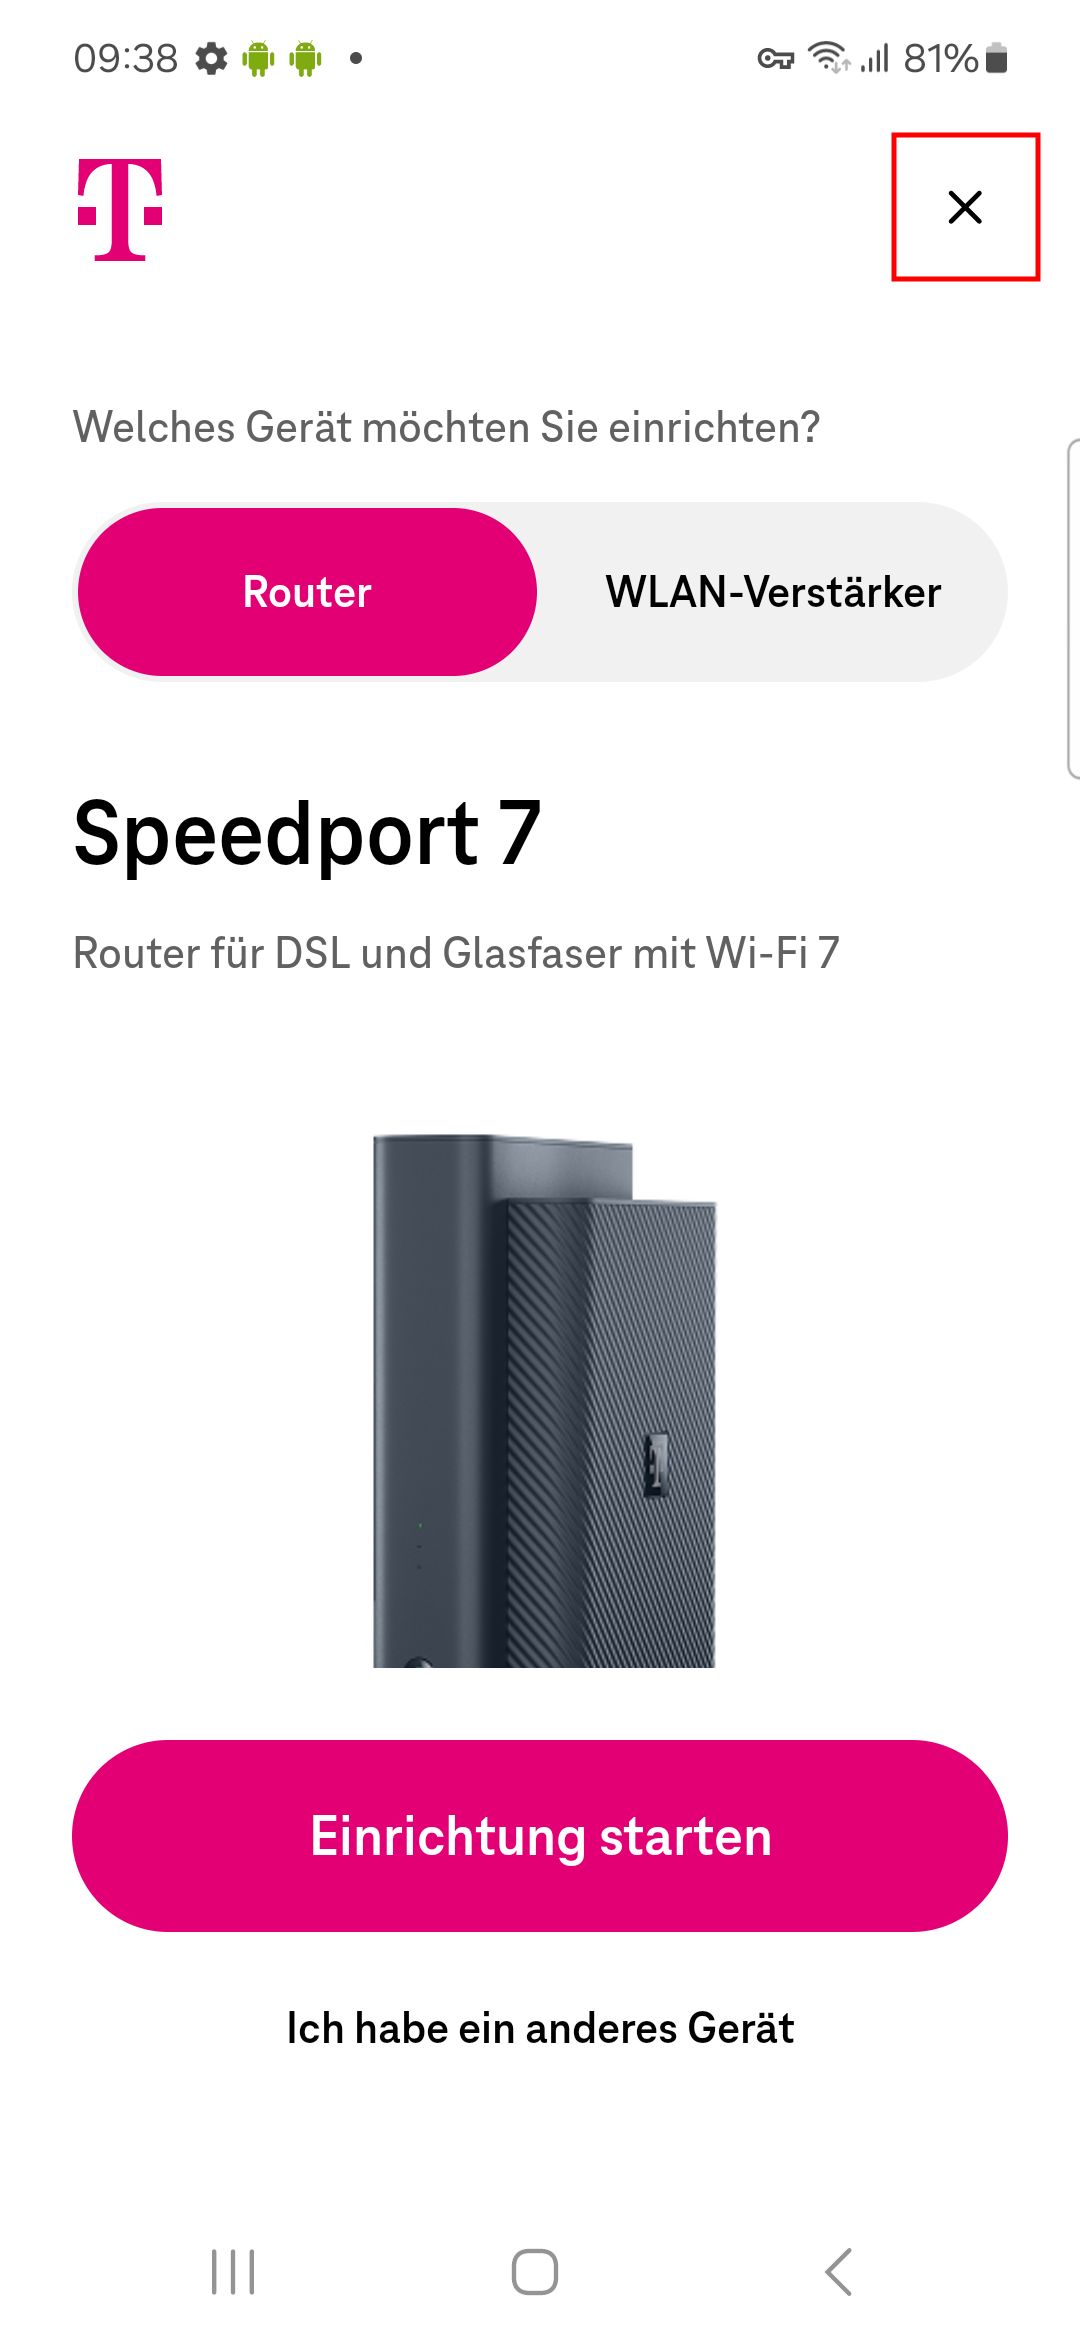 09:38 81%
T
Welches Gerät möchten Sie einrichten?
Router WLAN-Verstärker
Speedport 7
Router für DSL und Glasfaser mit Wi-Fi 7
T
Einrichtung starten
Ich habe ein anderes Gerät